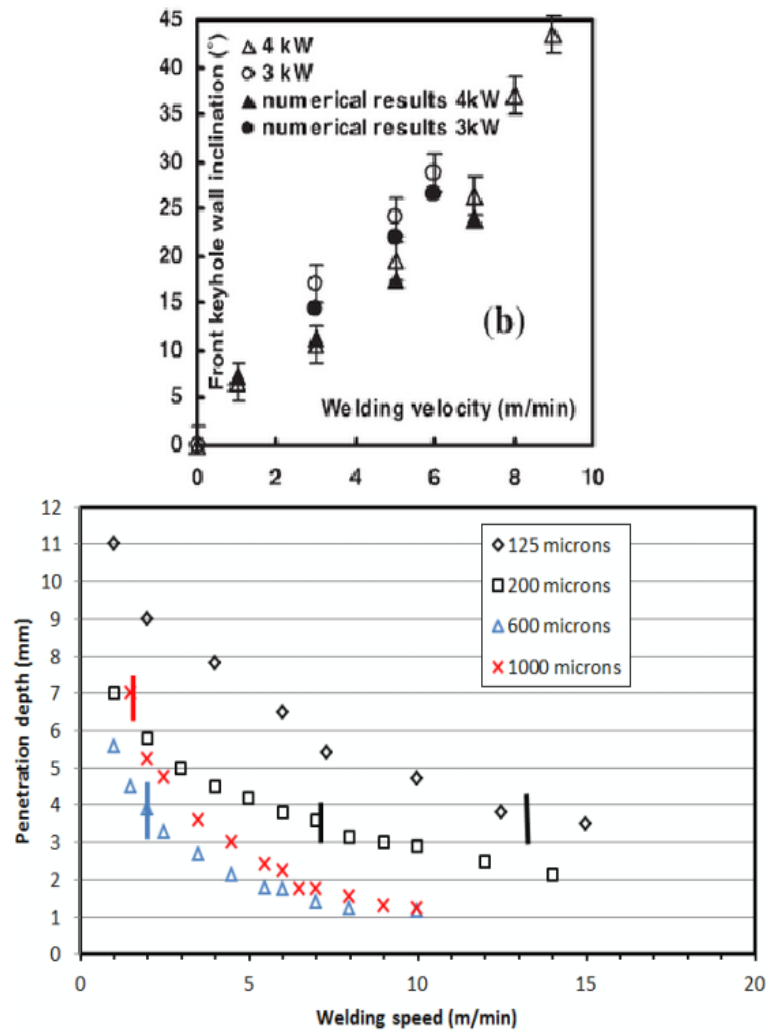 45
40
35
30
25
20
15
10
5
0
Front keyhole wall inclination (°)
4 kW
3 kW
numerical results 4kW
numerical results 3kW
(b)
Welding velocity (m/min)
0 2 4 6 8 10
12
11
10
9
8
7
6
5
4
3
2
1
0
Penetration depth (mm)
125 microns
200 microns
600 microns
1000 microns
0 5 10 15 20
Welding speed (m/min)